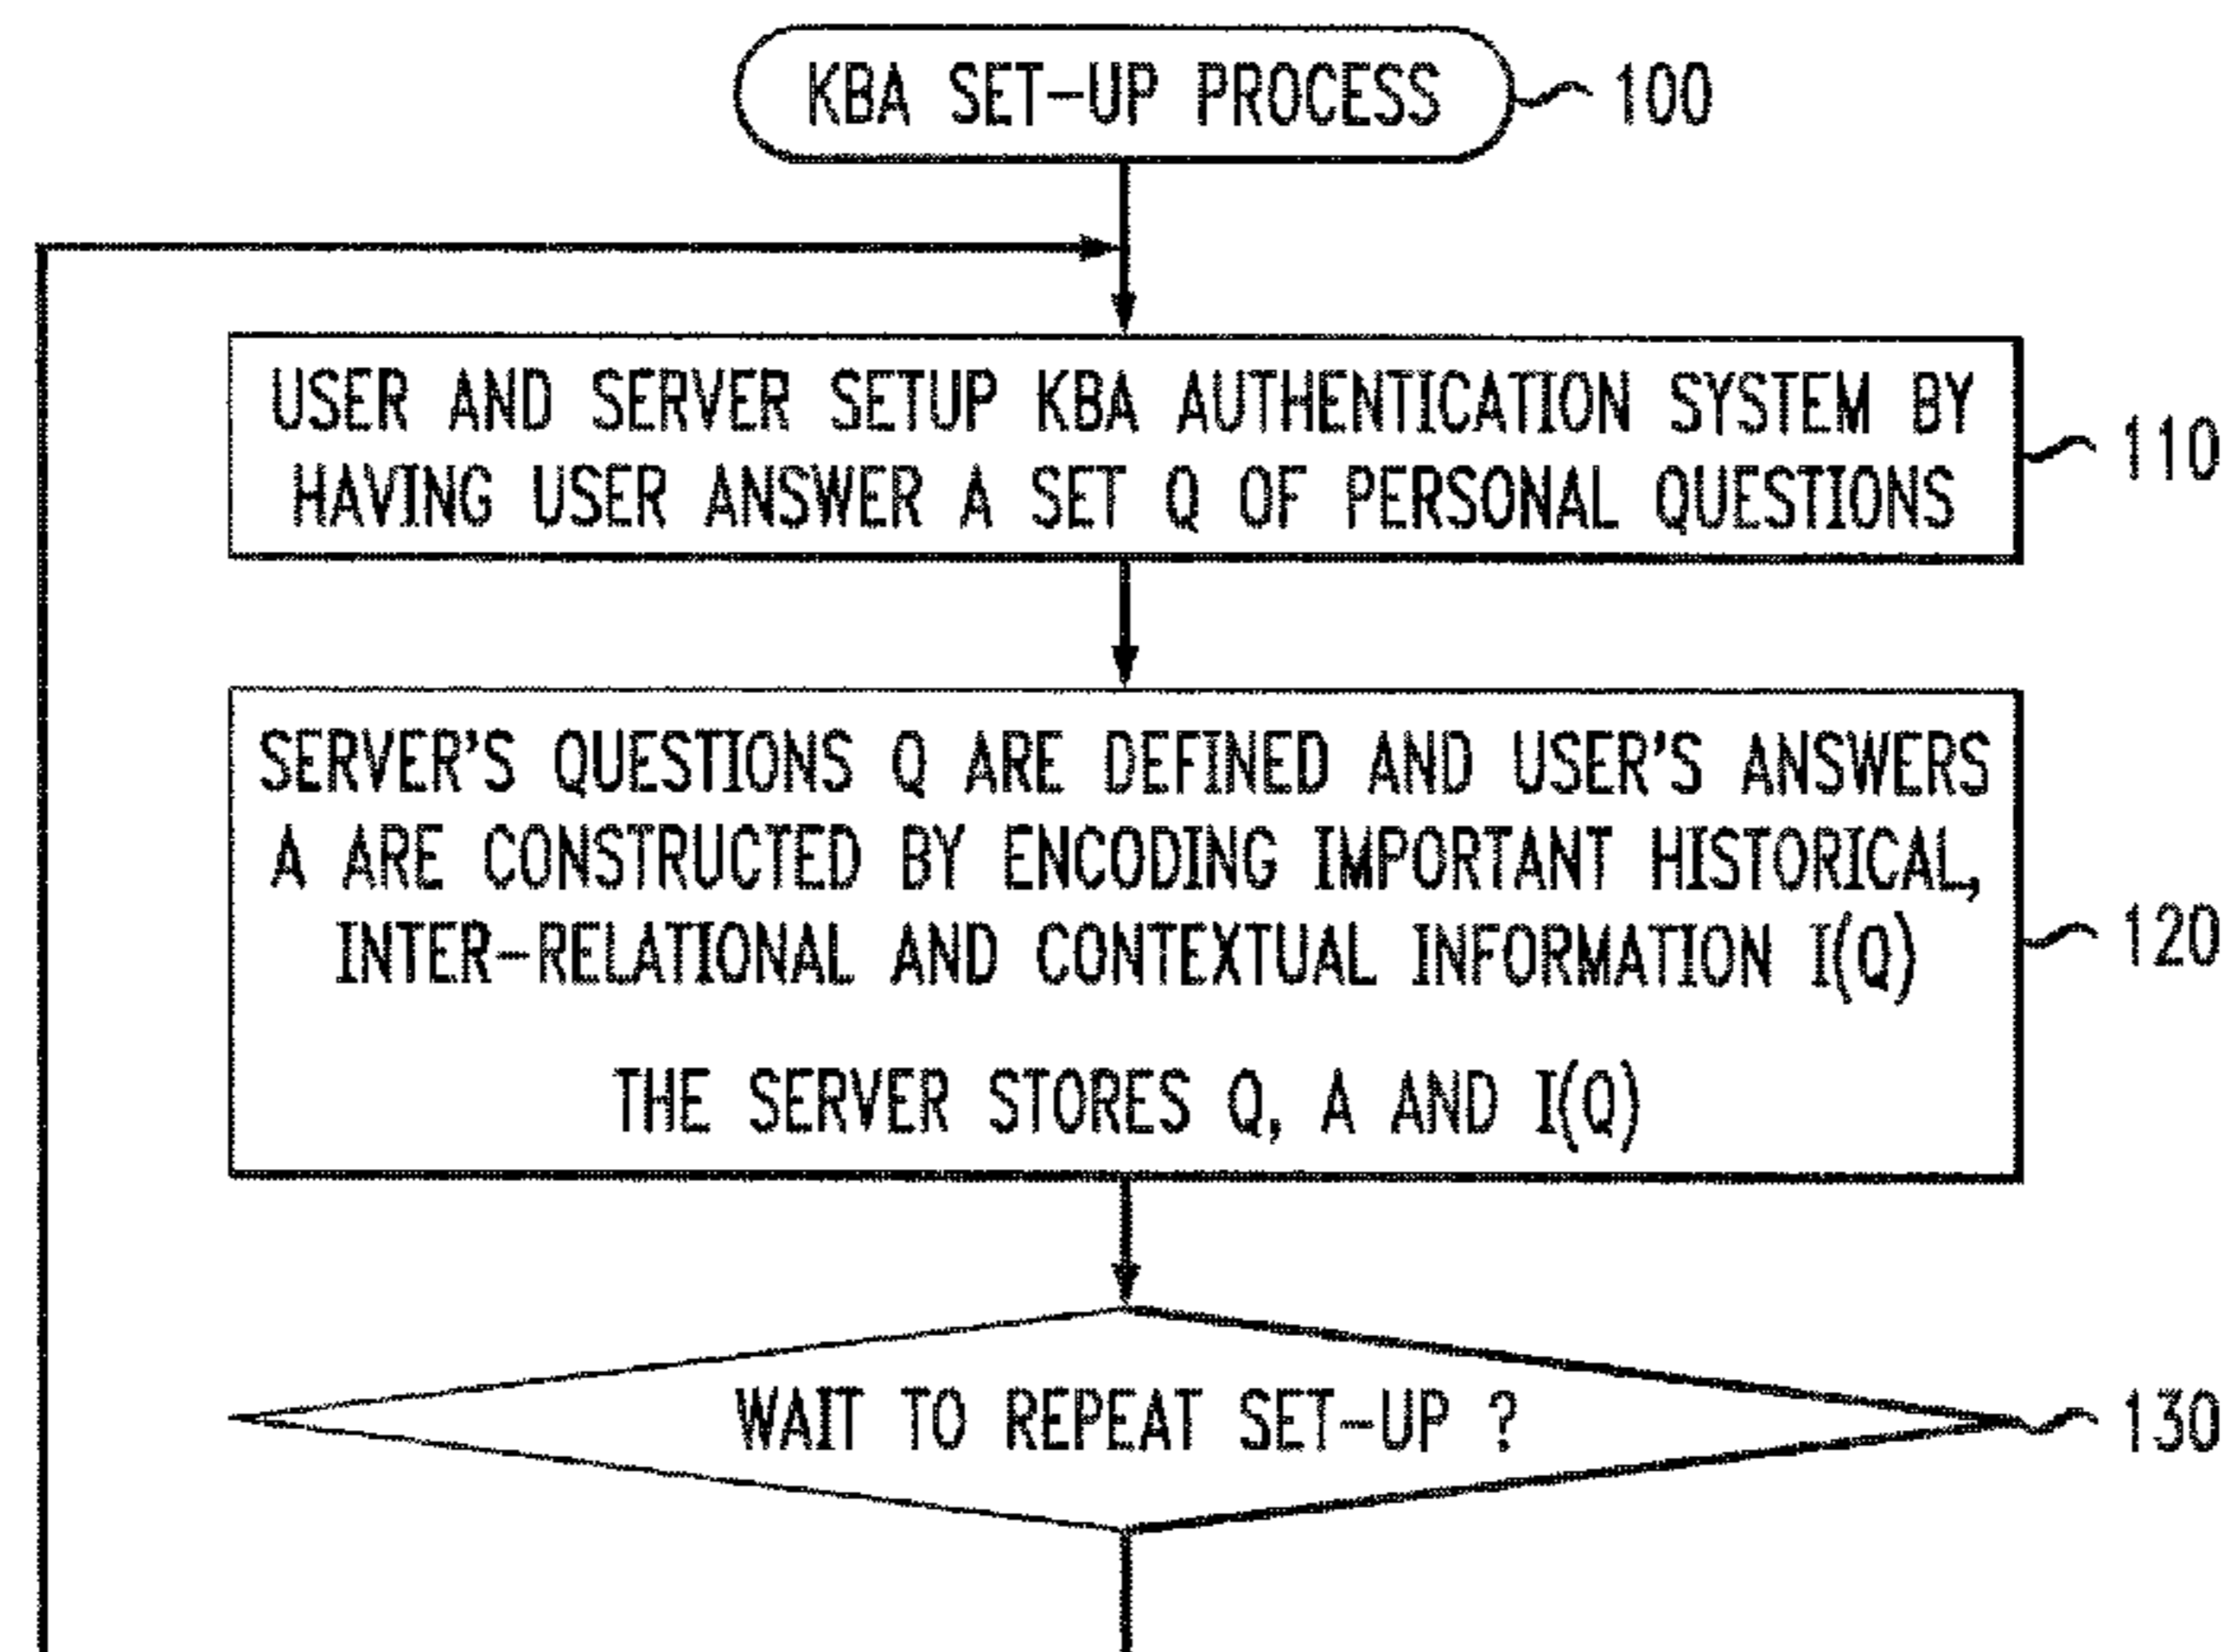 KBA SET-UP PROCESS
100
USER AND SERVER SETUP KBA AUTHENTICATION SYSTEM BY
HAVING USER ANSWER A SET Q OF PERSONAL QUESTIONS
110
SERVER'S QUESTIONS Q ARE DEFINED AND USER'S ANSWERS
A ARE CONSTRUCTED BY ENCODING IMPORTANT HISTORICAL,
INTER-RELATIONAL AND CONTEXTUAL INFORMATION I(Q)
120
THE SERVER STORES Q, A AND I(Q)
WAIT TO REPEAT SET-UP ?
130